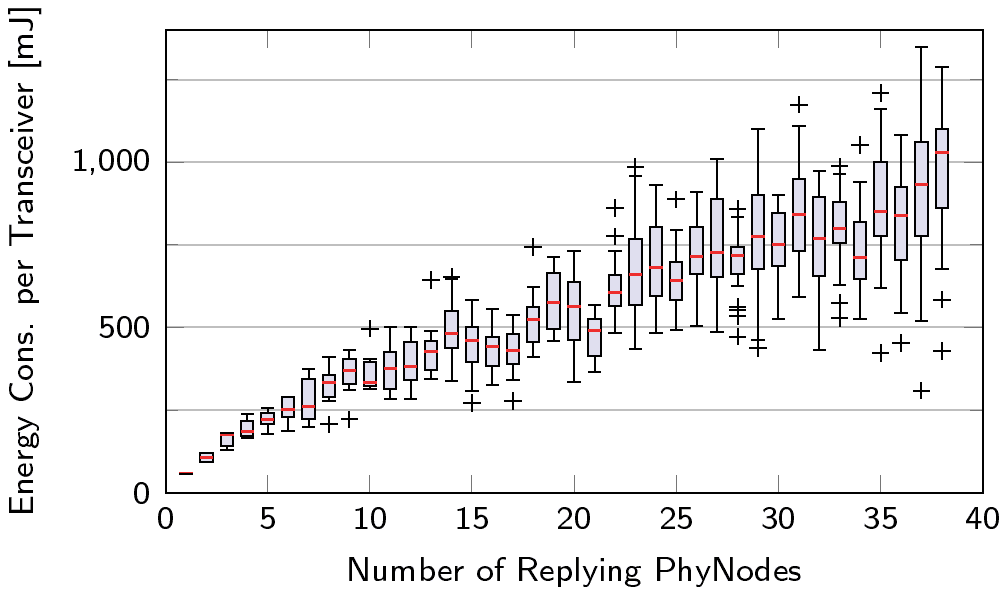 Energy Cons. per Transceiver [mJ]
1,000
500
0
0 5 10 15 20 25 30 35 40
Number of Replying PhyNodes